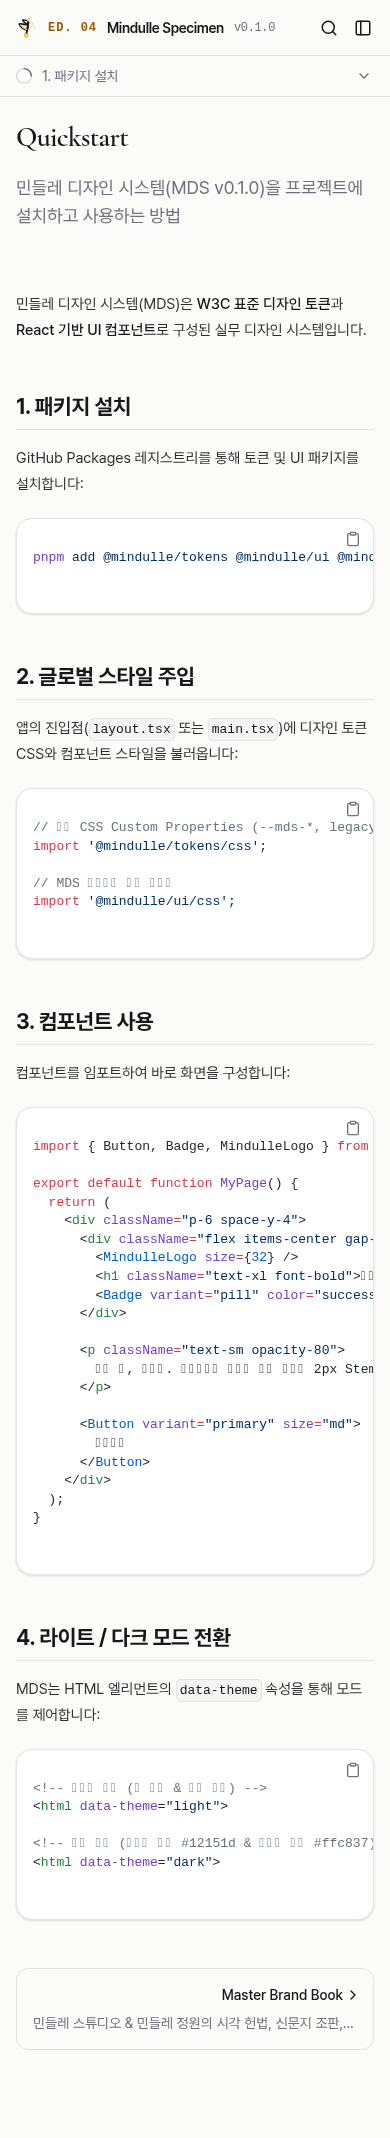 ED. 04 Mindulle Specimen v0.1.0
1. 패키지 설치
Quickstart
민들레 디자인 시스템(MDS v0.1.0)을 프로젝트에
설치하고 사용하는 방법
민들레 디자인 시스템(MDS)은 W3C 표준 디자인 토큰과
React 기반 UI 컴포넌트로 구성된 실무 디자인 시스템입니다.
1. 패키지 설치
GitHub Packages 레지스트리를 통해 토큰 및 UI 패키지를
설치합니다:
pnpm add @mindulle/tokens @mindulle/ui @mind
2. 글로벌 스타일 주입
앱의 진입점(layout.tsx 또는 main.tsx)에 디자인 토큰
CSS와 컴포넌트 스타일을 불러옵니다:
// CSS Custom Properties (--mds-*, legacy
import '@mindulle/tokens/css';
// MDS
import '@mindulle/ui/css';
3. 컴포넌트 사용
컴포넌트를 임포트하여 바로 화면을 구성합니다:
import { Button, Badge, MindulleLogo } from
export default function MyPage() {
return (
<div className="p-6 space-y-4">
<div className="flex items-center gap-
<MindulleLogo size={32} />
<h1 className="text-xl font-bold">
<Badge variant="pill" color="success
</div>
<p className="text-sm opacity-80">
, . 2px Stem
</p>
<Button variant="primary" size="md">
</Button>
</div>
);
}
4. 라이트 / 다크 모드 전환
MDS는 HTML 엘리먼트의 data-theme 속성을 통해 모드
를 제어합니다:
<!-- ( & ) -->
<html data-theme="light">
<!-- ( #12151d & #ffc837)
<html data-theme="dark">
Master Brand Book
민들레 스튜디오 & 민들레 정원의 시각 헌법, 신문지 조판,...